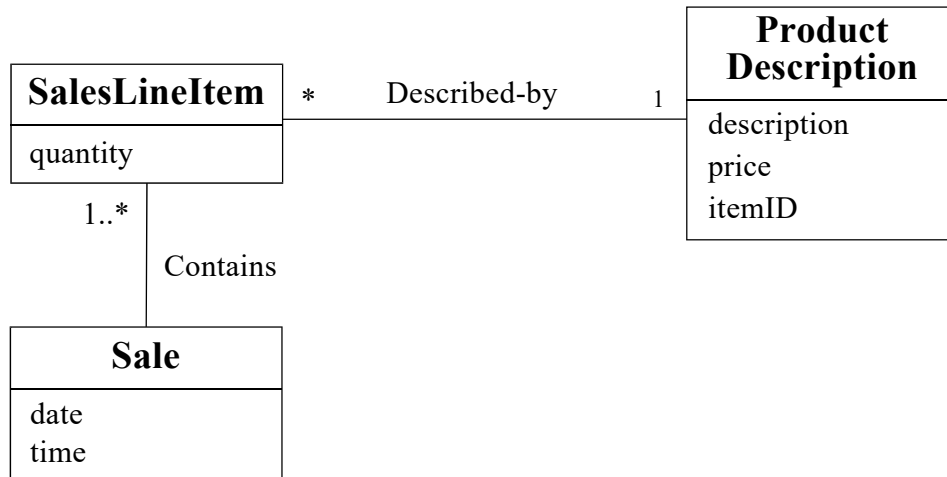 Product
Description
SalesLineItem
* Described-by 1
description
quantity
price
itemID
1..*
Contains
Sale
date
time